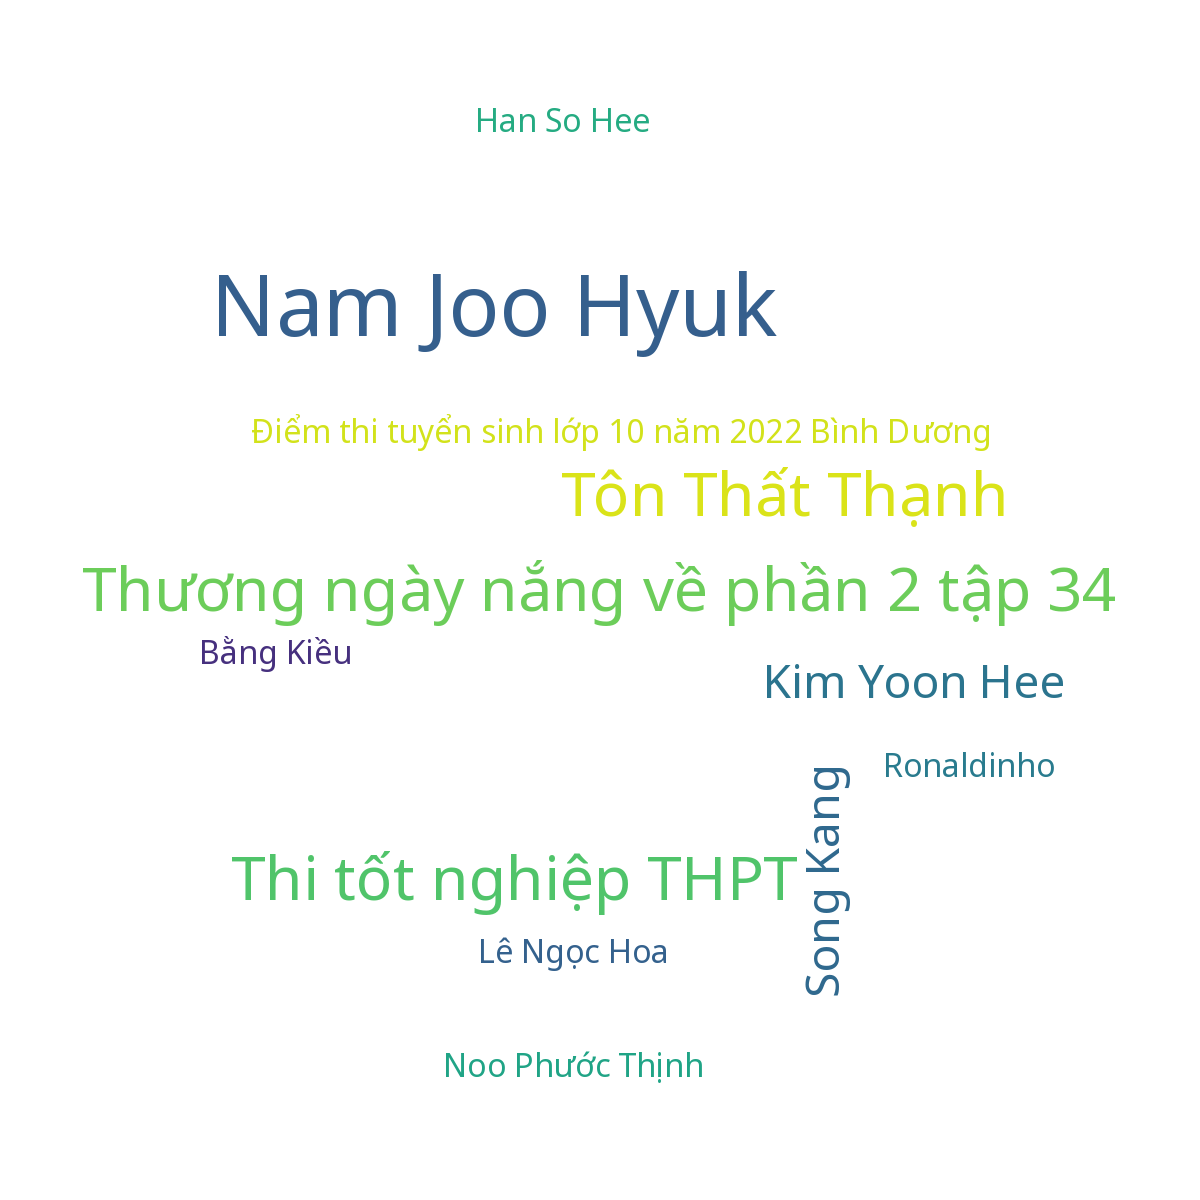 Han So Hee
Nam Joo Hyuk
Điểm thi tuyển sinh lớp 10 năm 2022 Bình Dương
Tôn Thất Thạnh
Thương ngày nắng về phần 2 tập 34
Bằng Kiều
Kim Yoon Hee
Ronaldinho
Song Kang
Thi tốt nghiệp THPT
Lê Ngọc Hoa
Noo Phước Thịnh